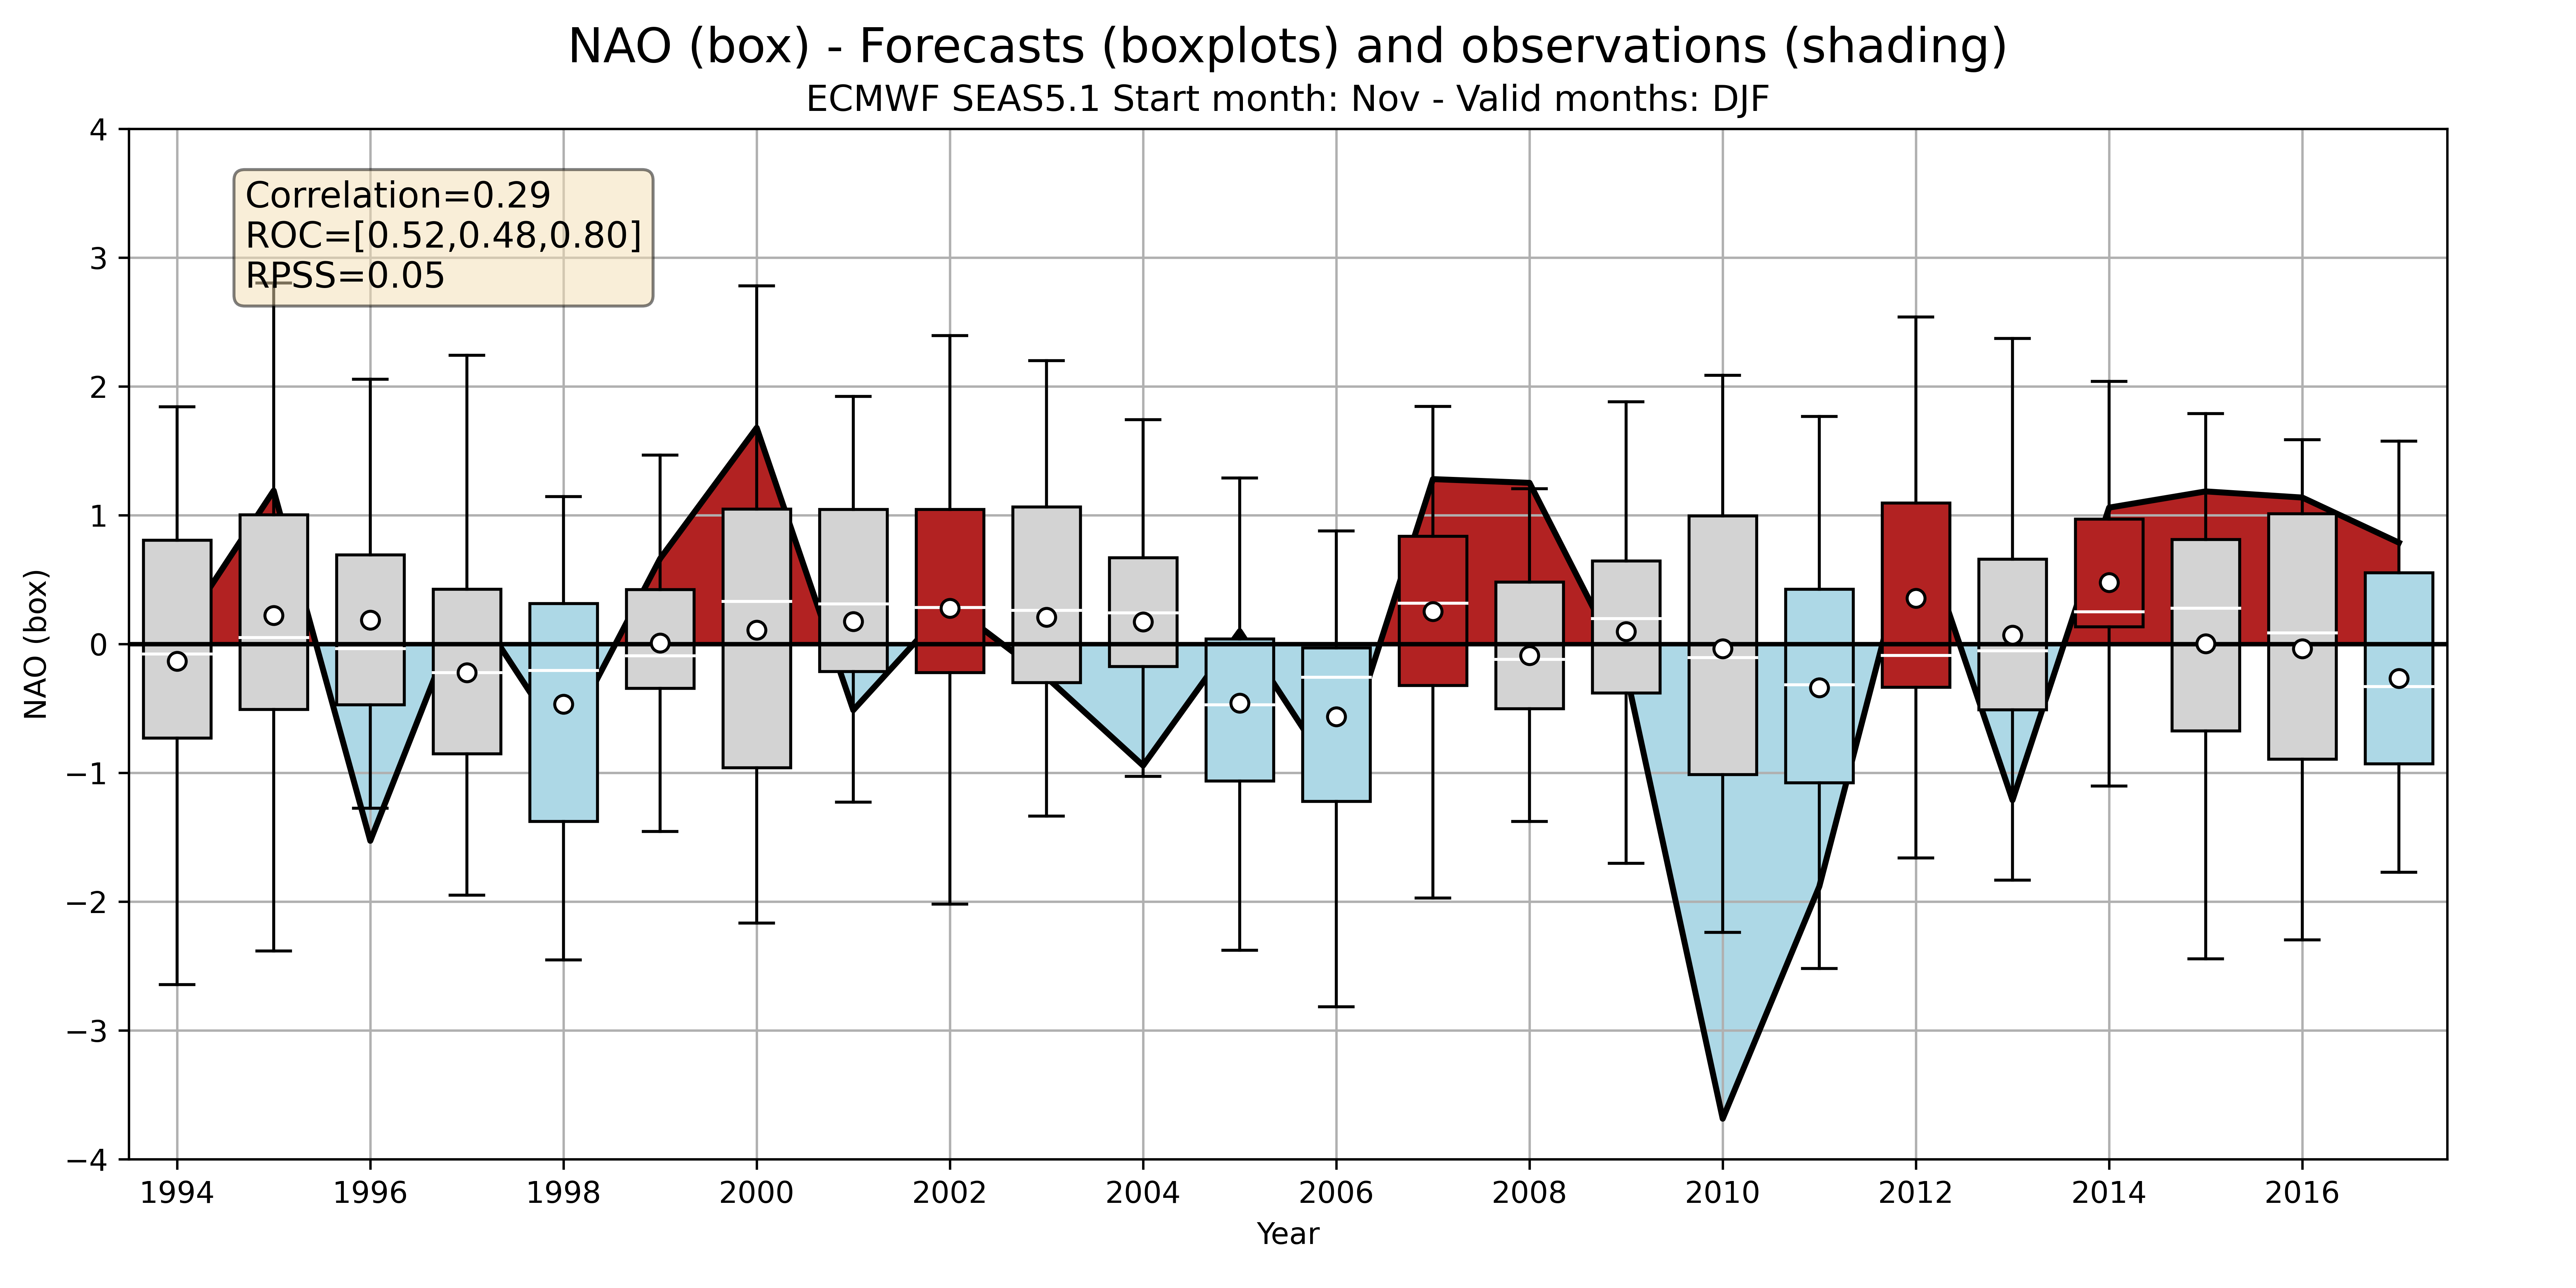 NAO (box) - Forecasts (boxplots) and observations (shading)
ECMWF SEAS5.1 Start month: Nov - Valid months: DJF
Correlation=0.29
ROC=[0.52,0.48,0.80]
RPSS=0.05
4
3
2
1
0
−1
−2
−3
−4
NAO (box)
1994 1996 1998 2000 2002 2004 2006 2008 2010 2012 2014 2016
Year